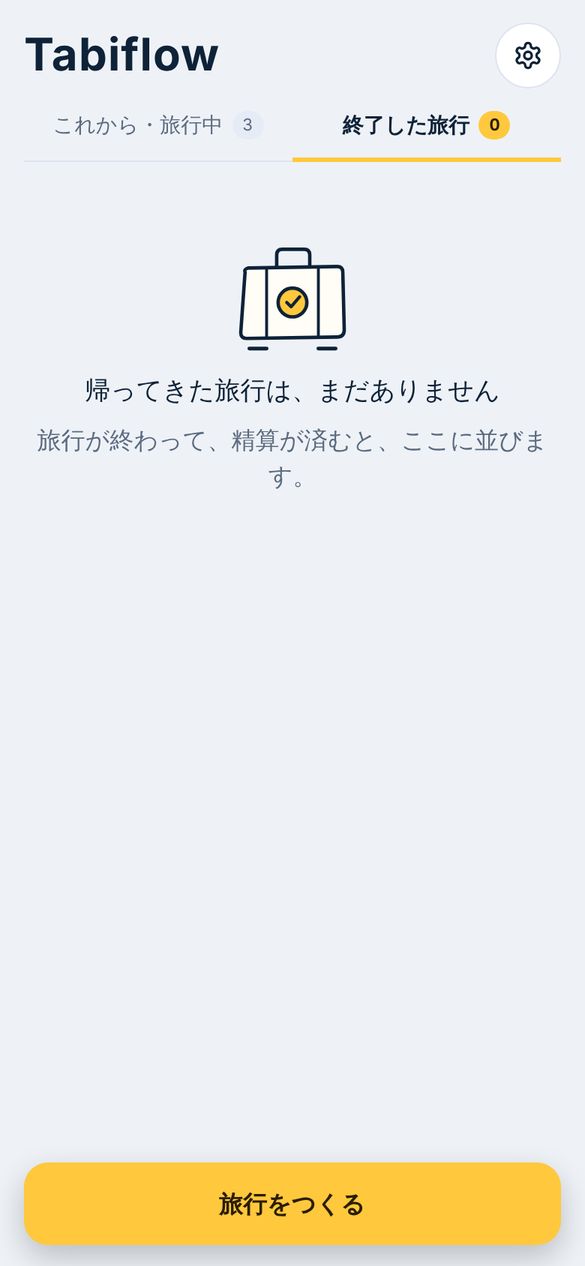 Tabiflow
これから・旅行中 3
終了した旅行 0
帰ってきた旅行は、まだありません
旅行が終わって、精算が済むと、ここに並びま
す。
旅行をつくる